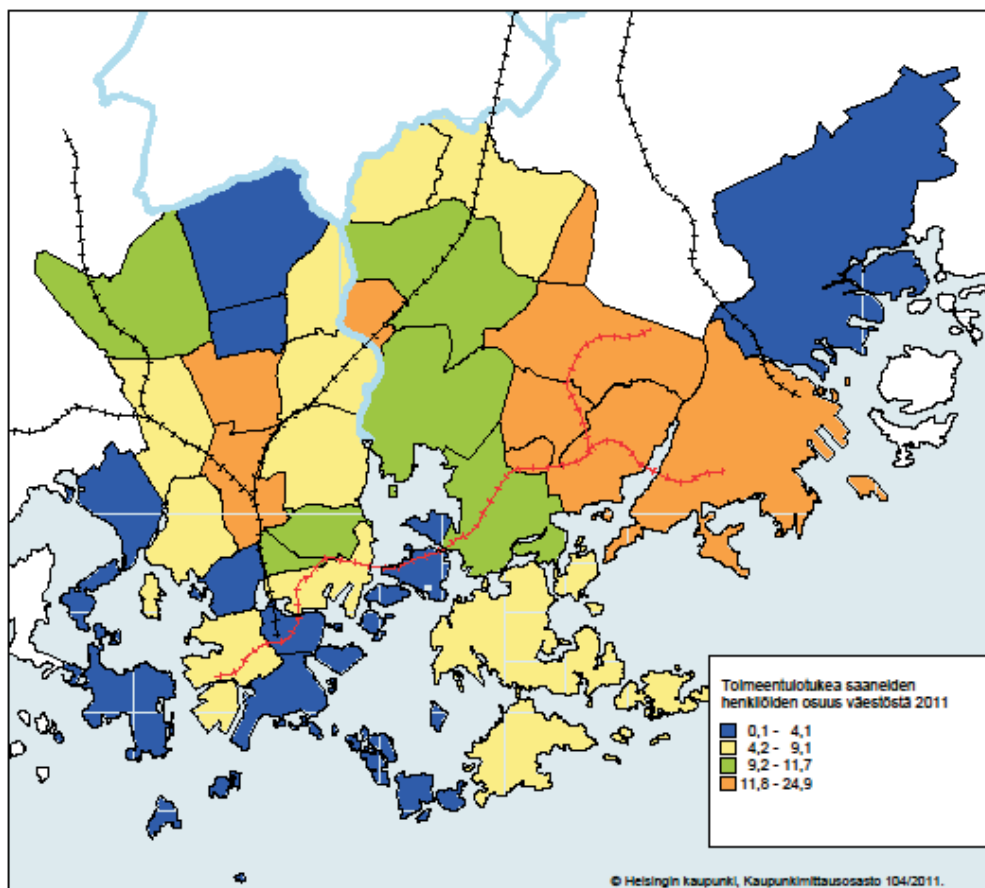 Toimeentulotukea saaneiden
henkilöiden osuus väestöstä 2011
0,1 - 4,1
4,2 - 9,1
9,2 - 11,7
11,8 - 24,9
© Helsingin kaupunki, Kaupunkimittausosasto 104/2011.